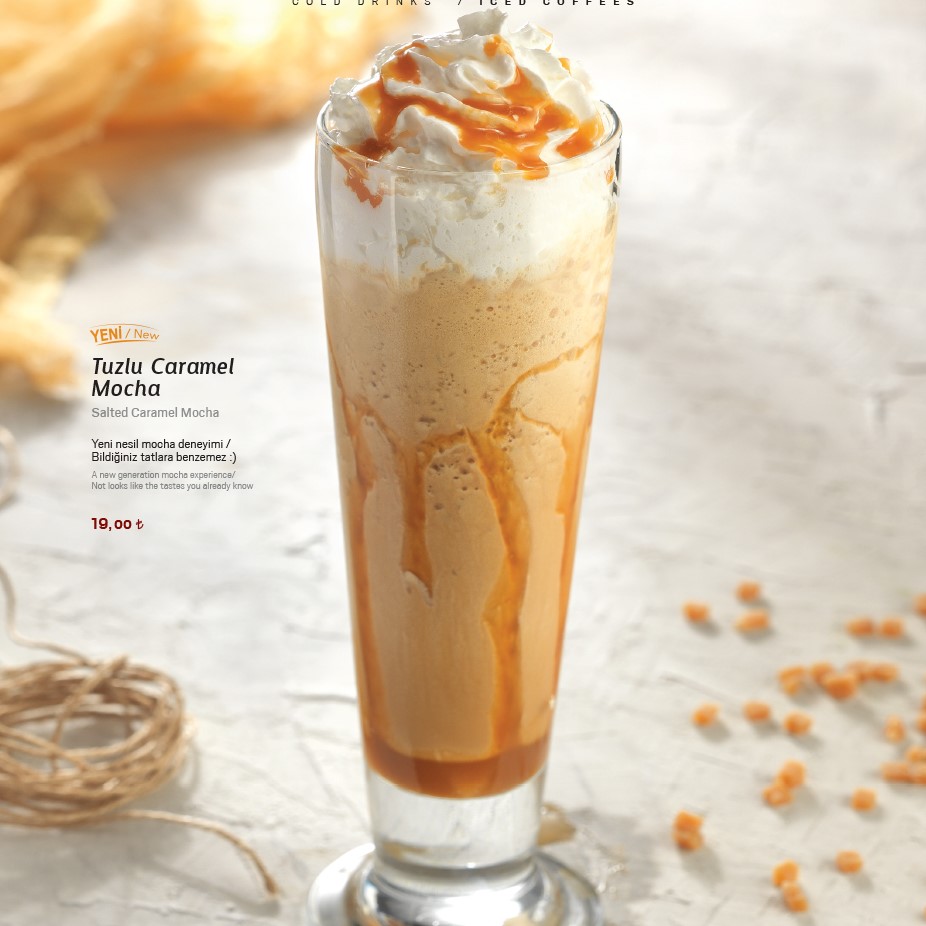 COLD DRINKS / ICED COFFEES
YENİ / New
Tuzlu Caramel
Mocha
Salted Caramel Mocha
Yeni nesil mocha deneyimi /
Bildiğiniz tatlara benzemez :)
A new generation mocha experience/
Not looks like the tastes you already know
19,00 ₺